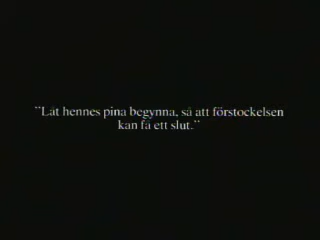 "Låt hennes pina begynna, så att förstockelsen
kan få ett slut."